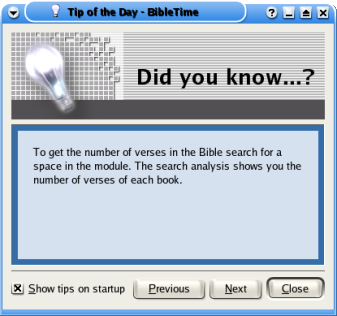 Tip of the Day - BibleTime
Did you know...?
To get the number of verses in the Bible search for a
space in the module. The search analysis shows you the
number of verses of each book.
Show tips on startup Previous Next Close